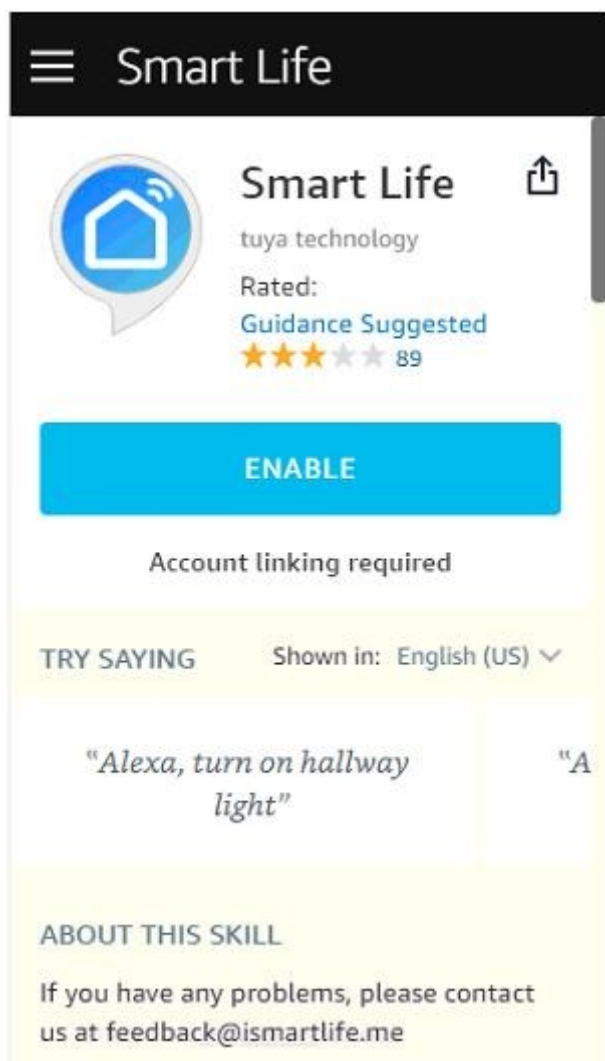 Smart Life
Smart Life
tuya technology
Rated:
Guidance Suggested
89
ENABLE
Account linking required
TRY SAYING Shown in: English (US)
"Alexa, turn on hallway
light"
"A
ABOUT THIS SKILL
If you have any problems, please contact
us at feedback@ismartlife.me